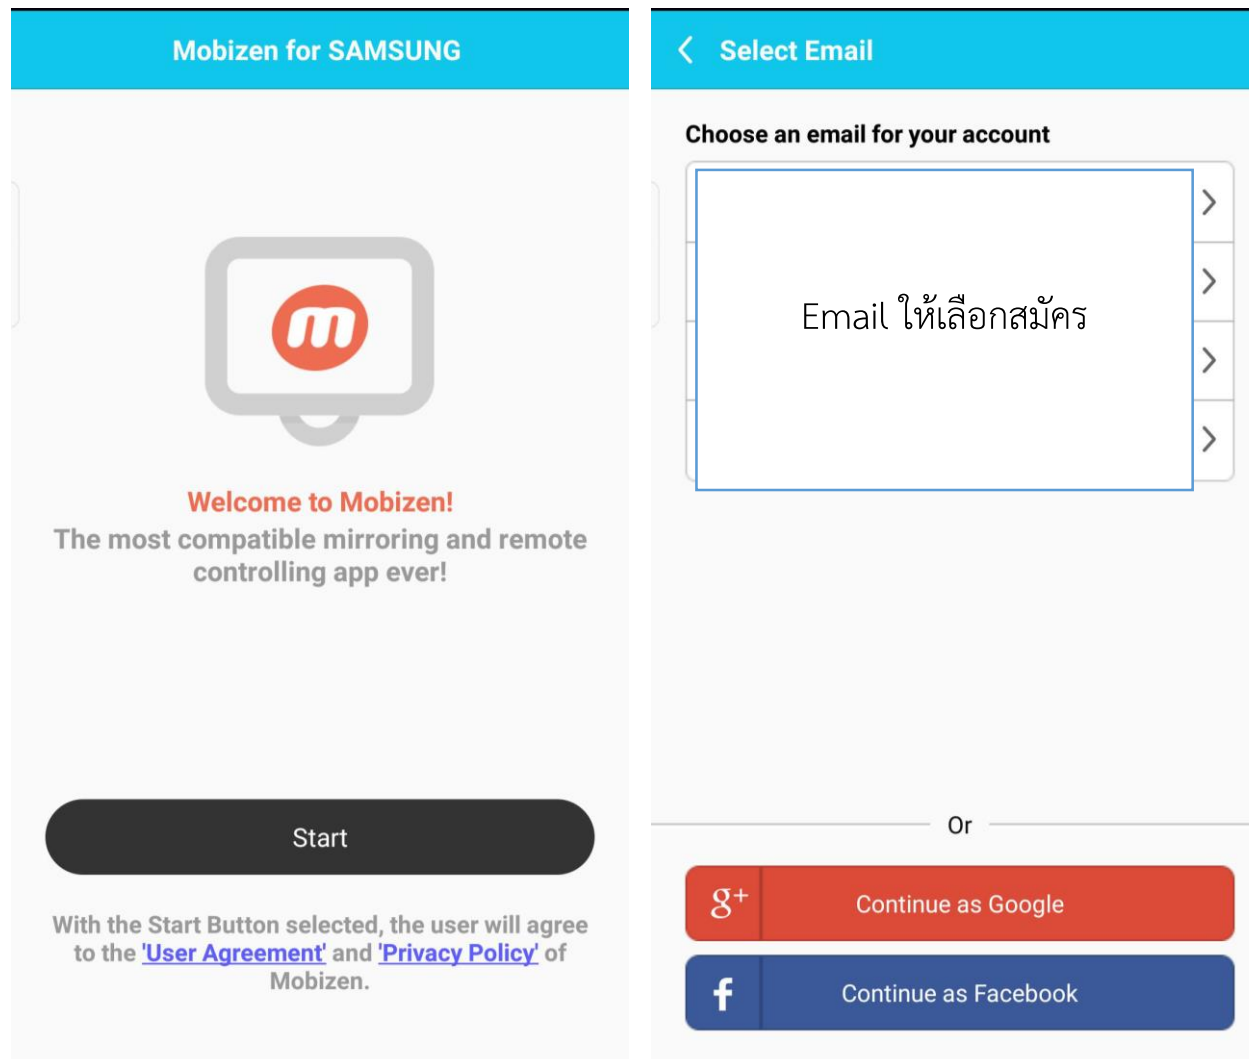 Mobizen for SAMSUNG
m
Welcome to Mobizen!
The most compatible mirroring and remote
controlling app ever!
Start
With the Start Button selected, the user will agree
to the 'User Agreement' and 'Privacy Policy' of
Mobizen.
Select Email
Choose an email for your account
Email ให้เลือกสมัคร
Or
g+ Continue as Google
f Continue as Facebook